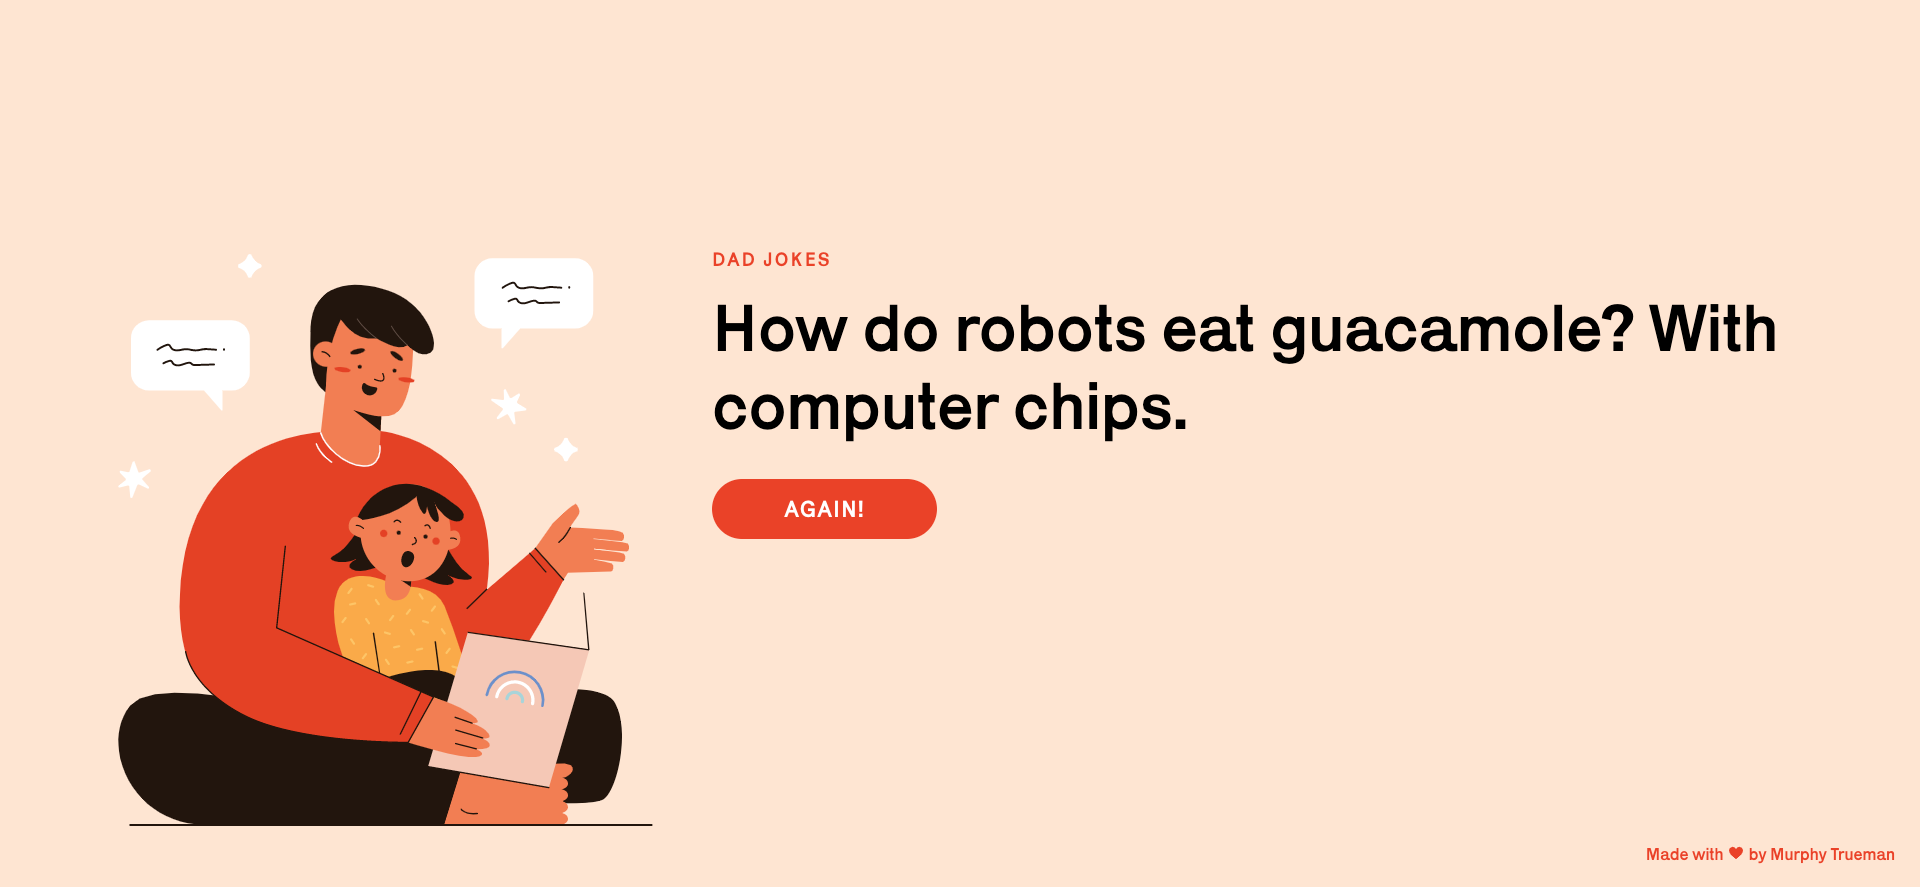 DAD JOKES
How do robots eat guacamole? With
computer chips.
AGAIN!
Made with ♥ by Murphy Trueman